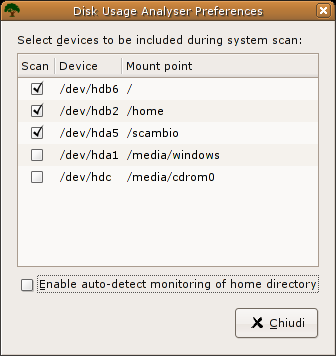 Disk Usage Analyser Preferences
Select devices to be included during system scan:
Scan Device Mount point
/dev/hdb6 /
/dev/hdb2 /home
/dev/hda5 /scambio
/dev/hda1 /media/windows
/dev/hdc /media/cdrom0
Enable auto-detect monitoring of home directory
Chiudi